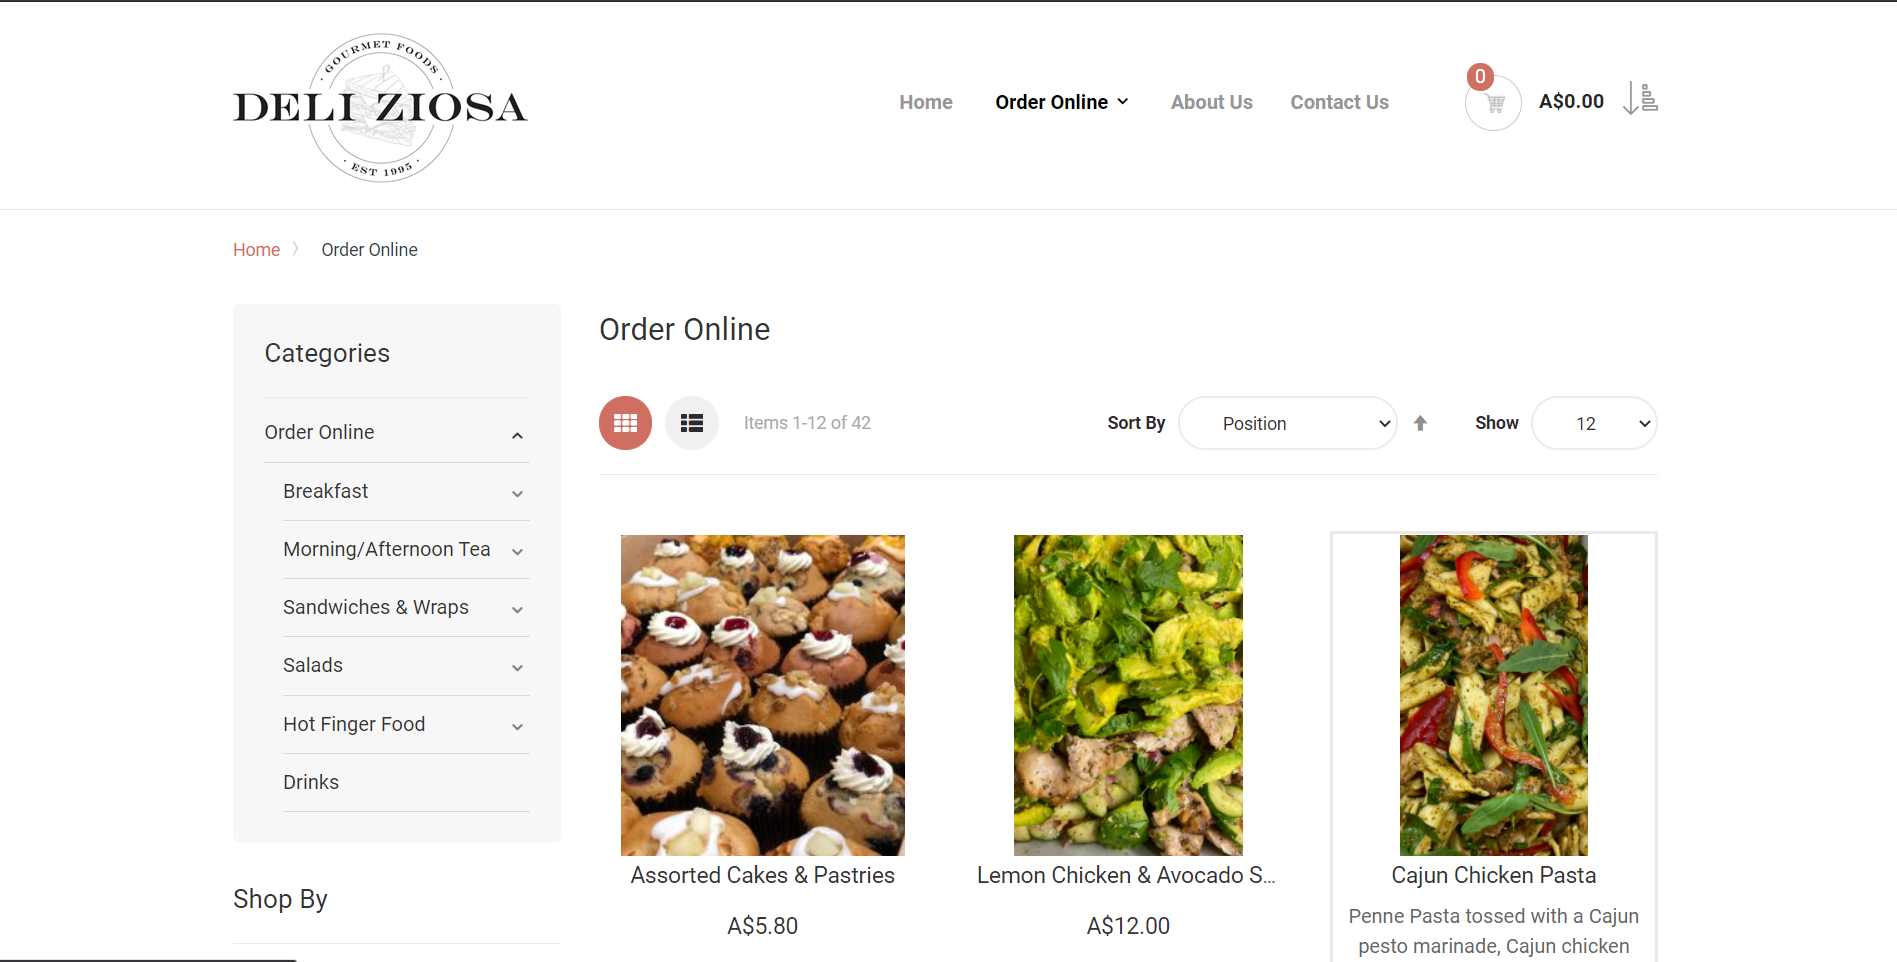 GOURMET FOODS
DELI ZIOSA
EST 1995
Home
Order Online
About Us
Contact Us
0
A$0.00
Home
Order Online
Categories
Order Online
Breakfast
Morning/Afternoon Tea
Sandwiches & Wraps
Salads
Hot Finger Food
Drinks
Shop By
Order Online
Items 1-12 of 42
Sort By
Position
Show
12
Assorted Cakes & Pastries
A$5.80
Lemon Chicken & Avocado S...
A$12.00
Cajun Chicken Pasta
Penne Pasta tossed with a Cajun
pesto marinade, Cajun chicken